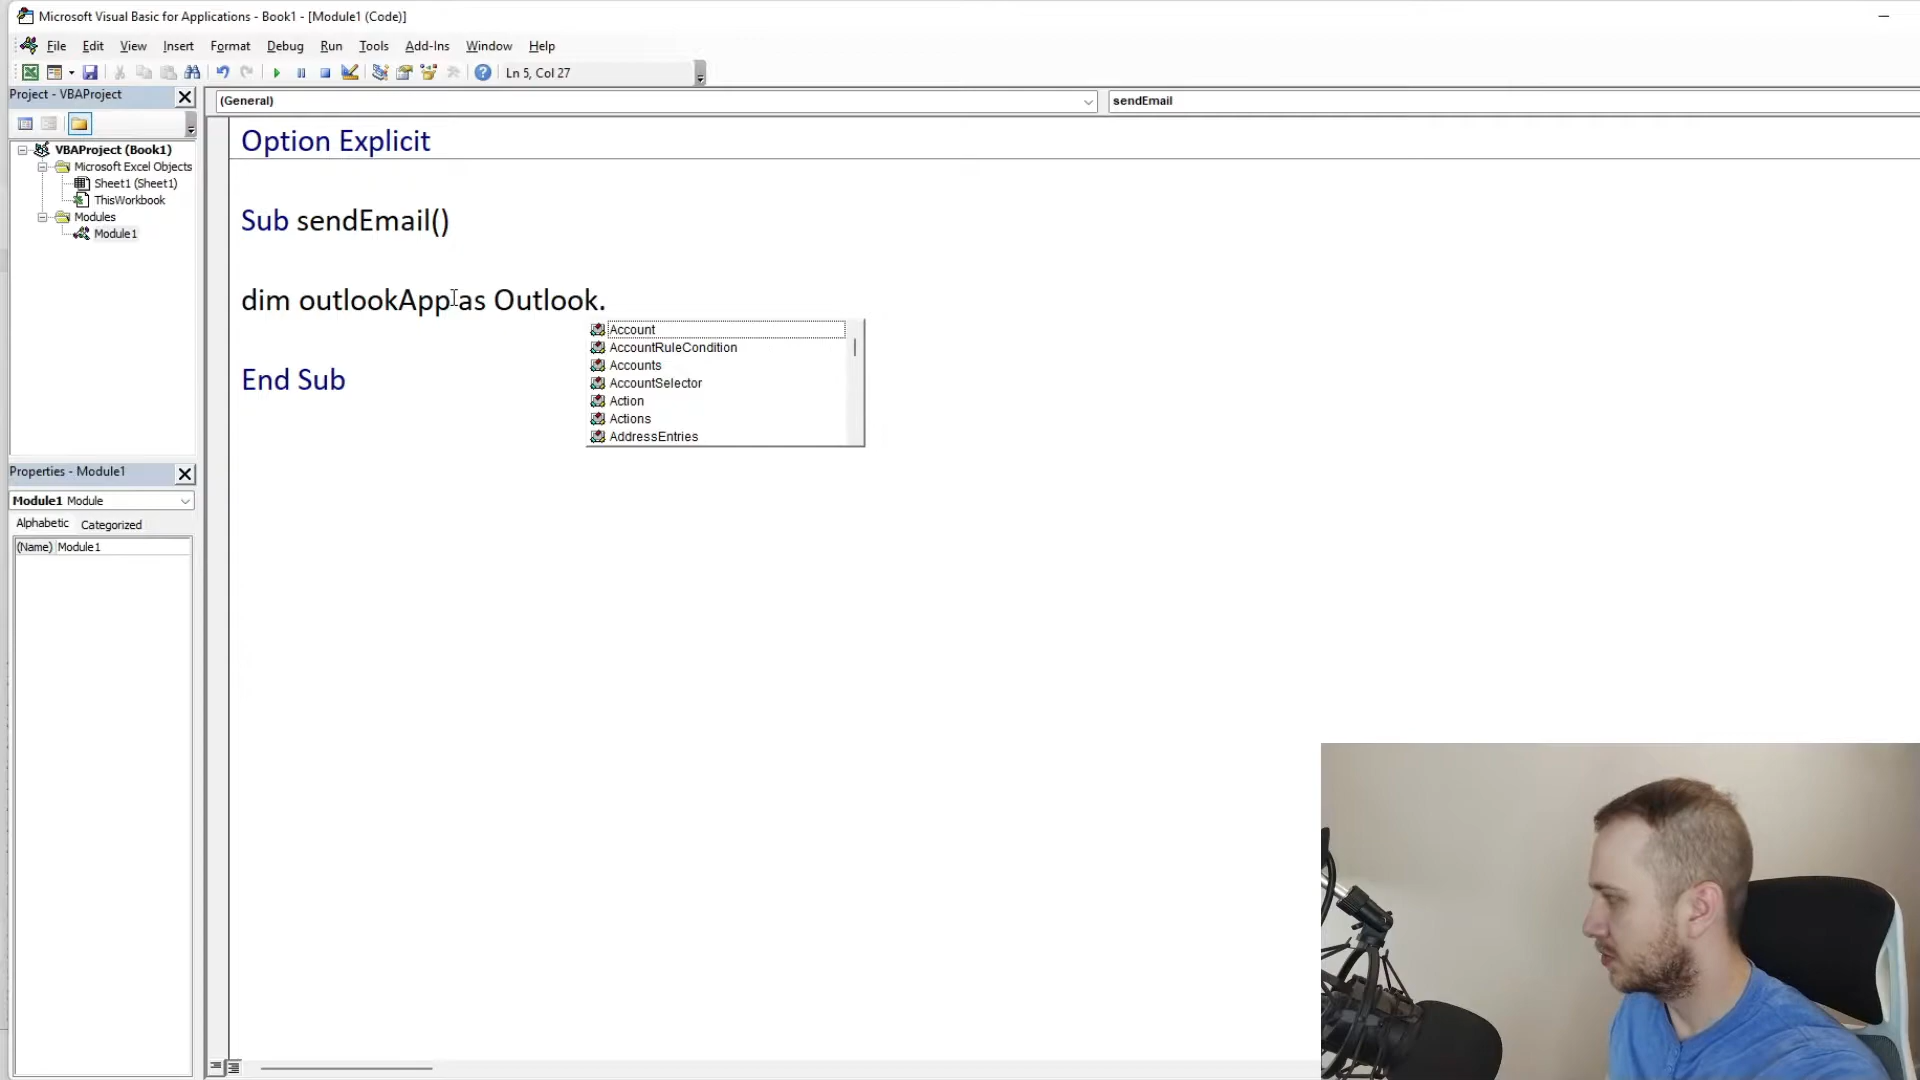 Microsoft Visual Basic for Applications - Book1 - [Module1 (Code)]
File Edit View Insert Format Debug Run Tools Add-Ins Window Help
Ln 5, Col 27
Project - VBAProject
(General)
sendEmail
VBAProject (Book1)
Microsoft Excel Objects
Sheet1 (Sheet1)
ThisWorkbook
Modules
Module1
Option Explicit
Sub sendEmail()
dim outlookApp as Outlook.
Account
AccountRuleCondition
Accounts
AccountSelector
Action
Actions
AddressEntries
End Sub
Properties - Module1
Module1 Module
Alphabetic Categorized
(Name) Module1